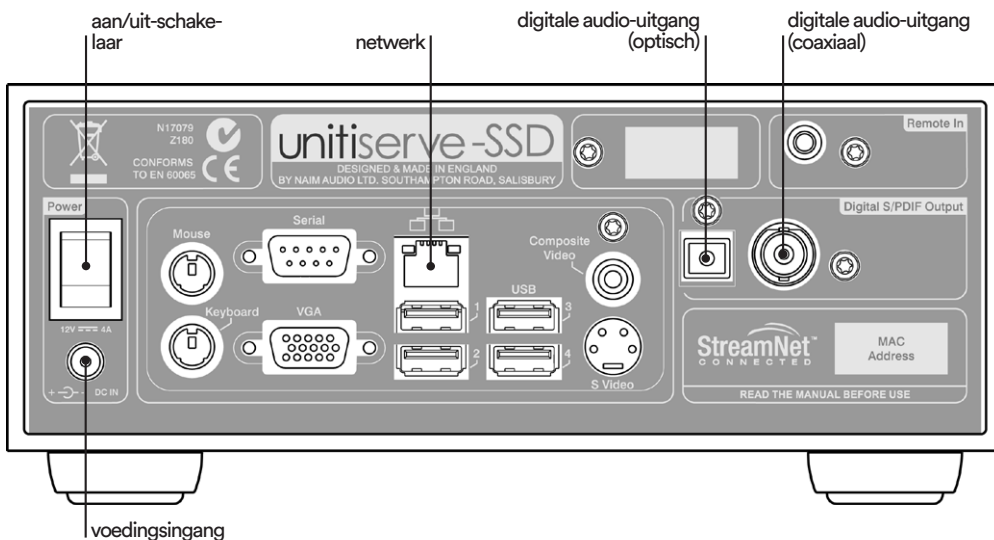 aan/uit-schake-
laar
netwerk
digitale audio-uitgang
(optisch)
digitale audio-uitgang
(coaxiaal)
N17079
Z180
CONFORMS
TO EN 60065
CE
unitiserve-SSD
DESIGNED & MADE IN ENGLAND
BY NAIM AUDIO LTD. SOUTHAMPTON ROAD, SALISBURY
Remote In
Power
12V 4A
+ - DC IN
Mouse
Keyboard
Serial
VGA
1
2
USB
3
4
Composite
Video
S Video
Digital S/PDIF Output
StreamNet™
CONNECTED
MAC
Address
READ THE MANUAL BEFORE USE
voedingsingang